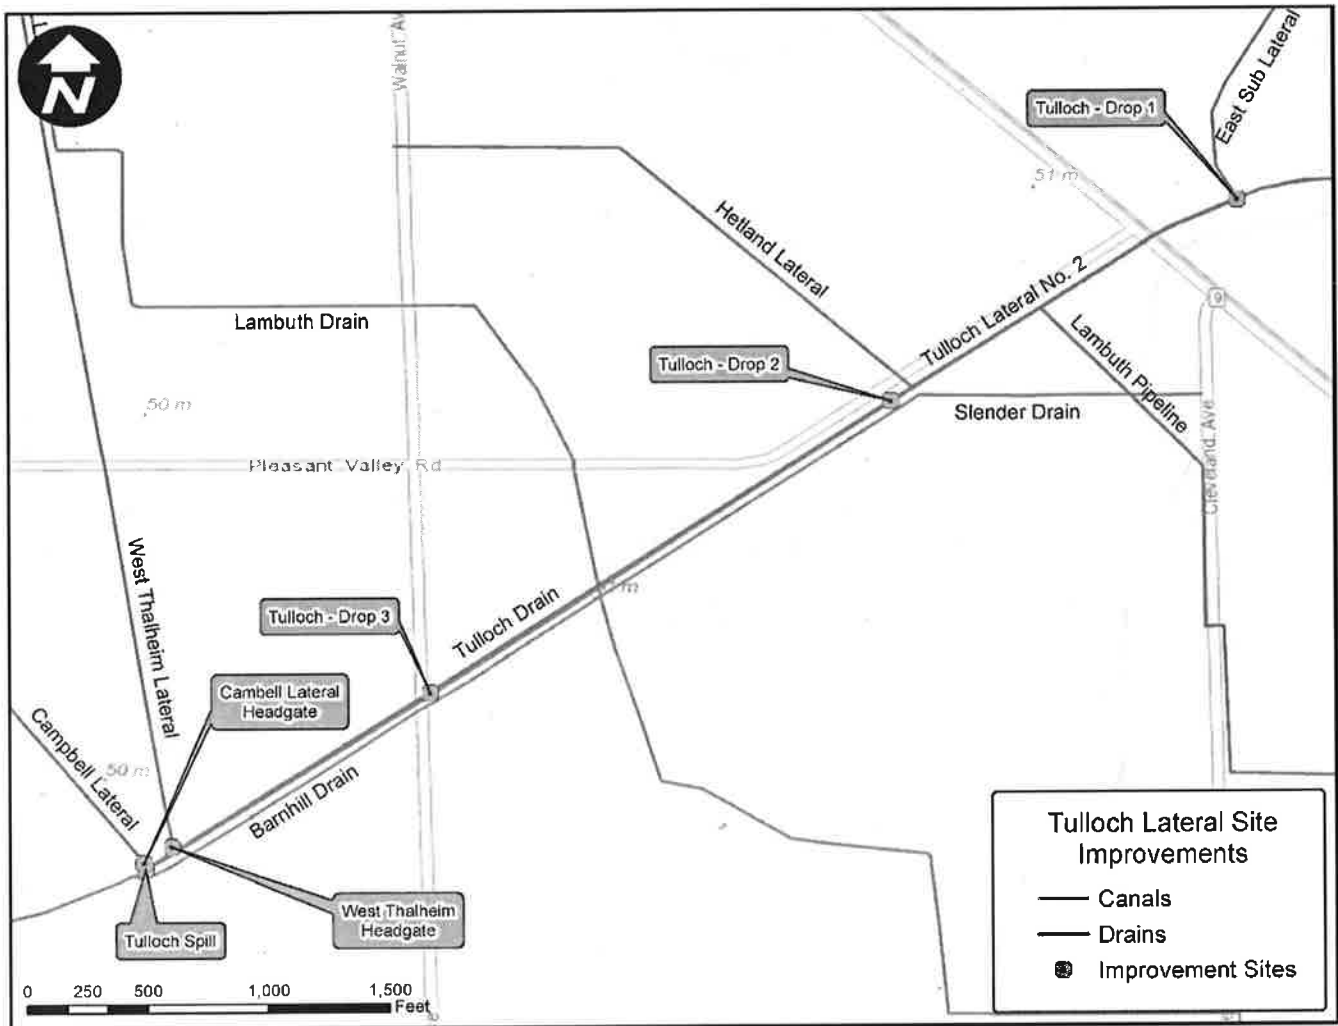 N
Walnut Av
East Sub Lateral
Tulloch - Drop 1
51 m
Hetland Lateral
Tulloch Lateral No. 2
9
Lambuth Drain
Lambuth Pipeline
Tulloch - Drop 2
50 m
Slender Drain
Cleveland Ave
Pleasant Valley Rd
West Thalheim Lateral
m
Tulloch Drain
Tulloch - Drop 3
Cambell Lateral
Headgate
Campbell Lateral
50 m
Barnhill Drain
West Thalheim
Headgate
Tulloch Spill
Tulloch Lateral Site
Improvements
Canals
Drains
Improvement Sites
0 250 500 1,000 1,500
Feet